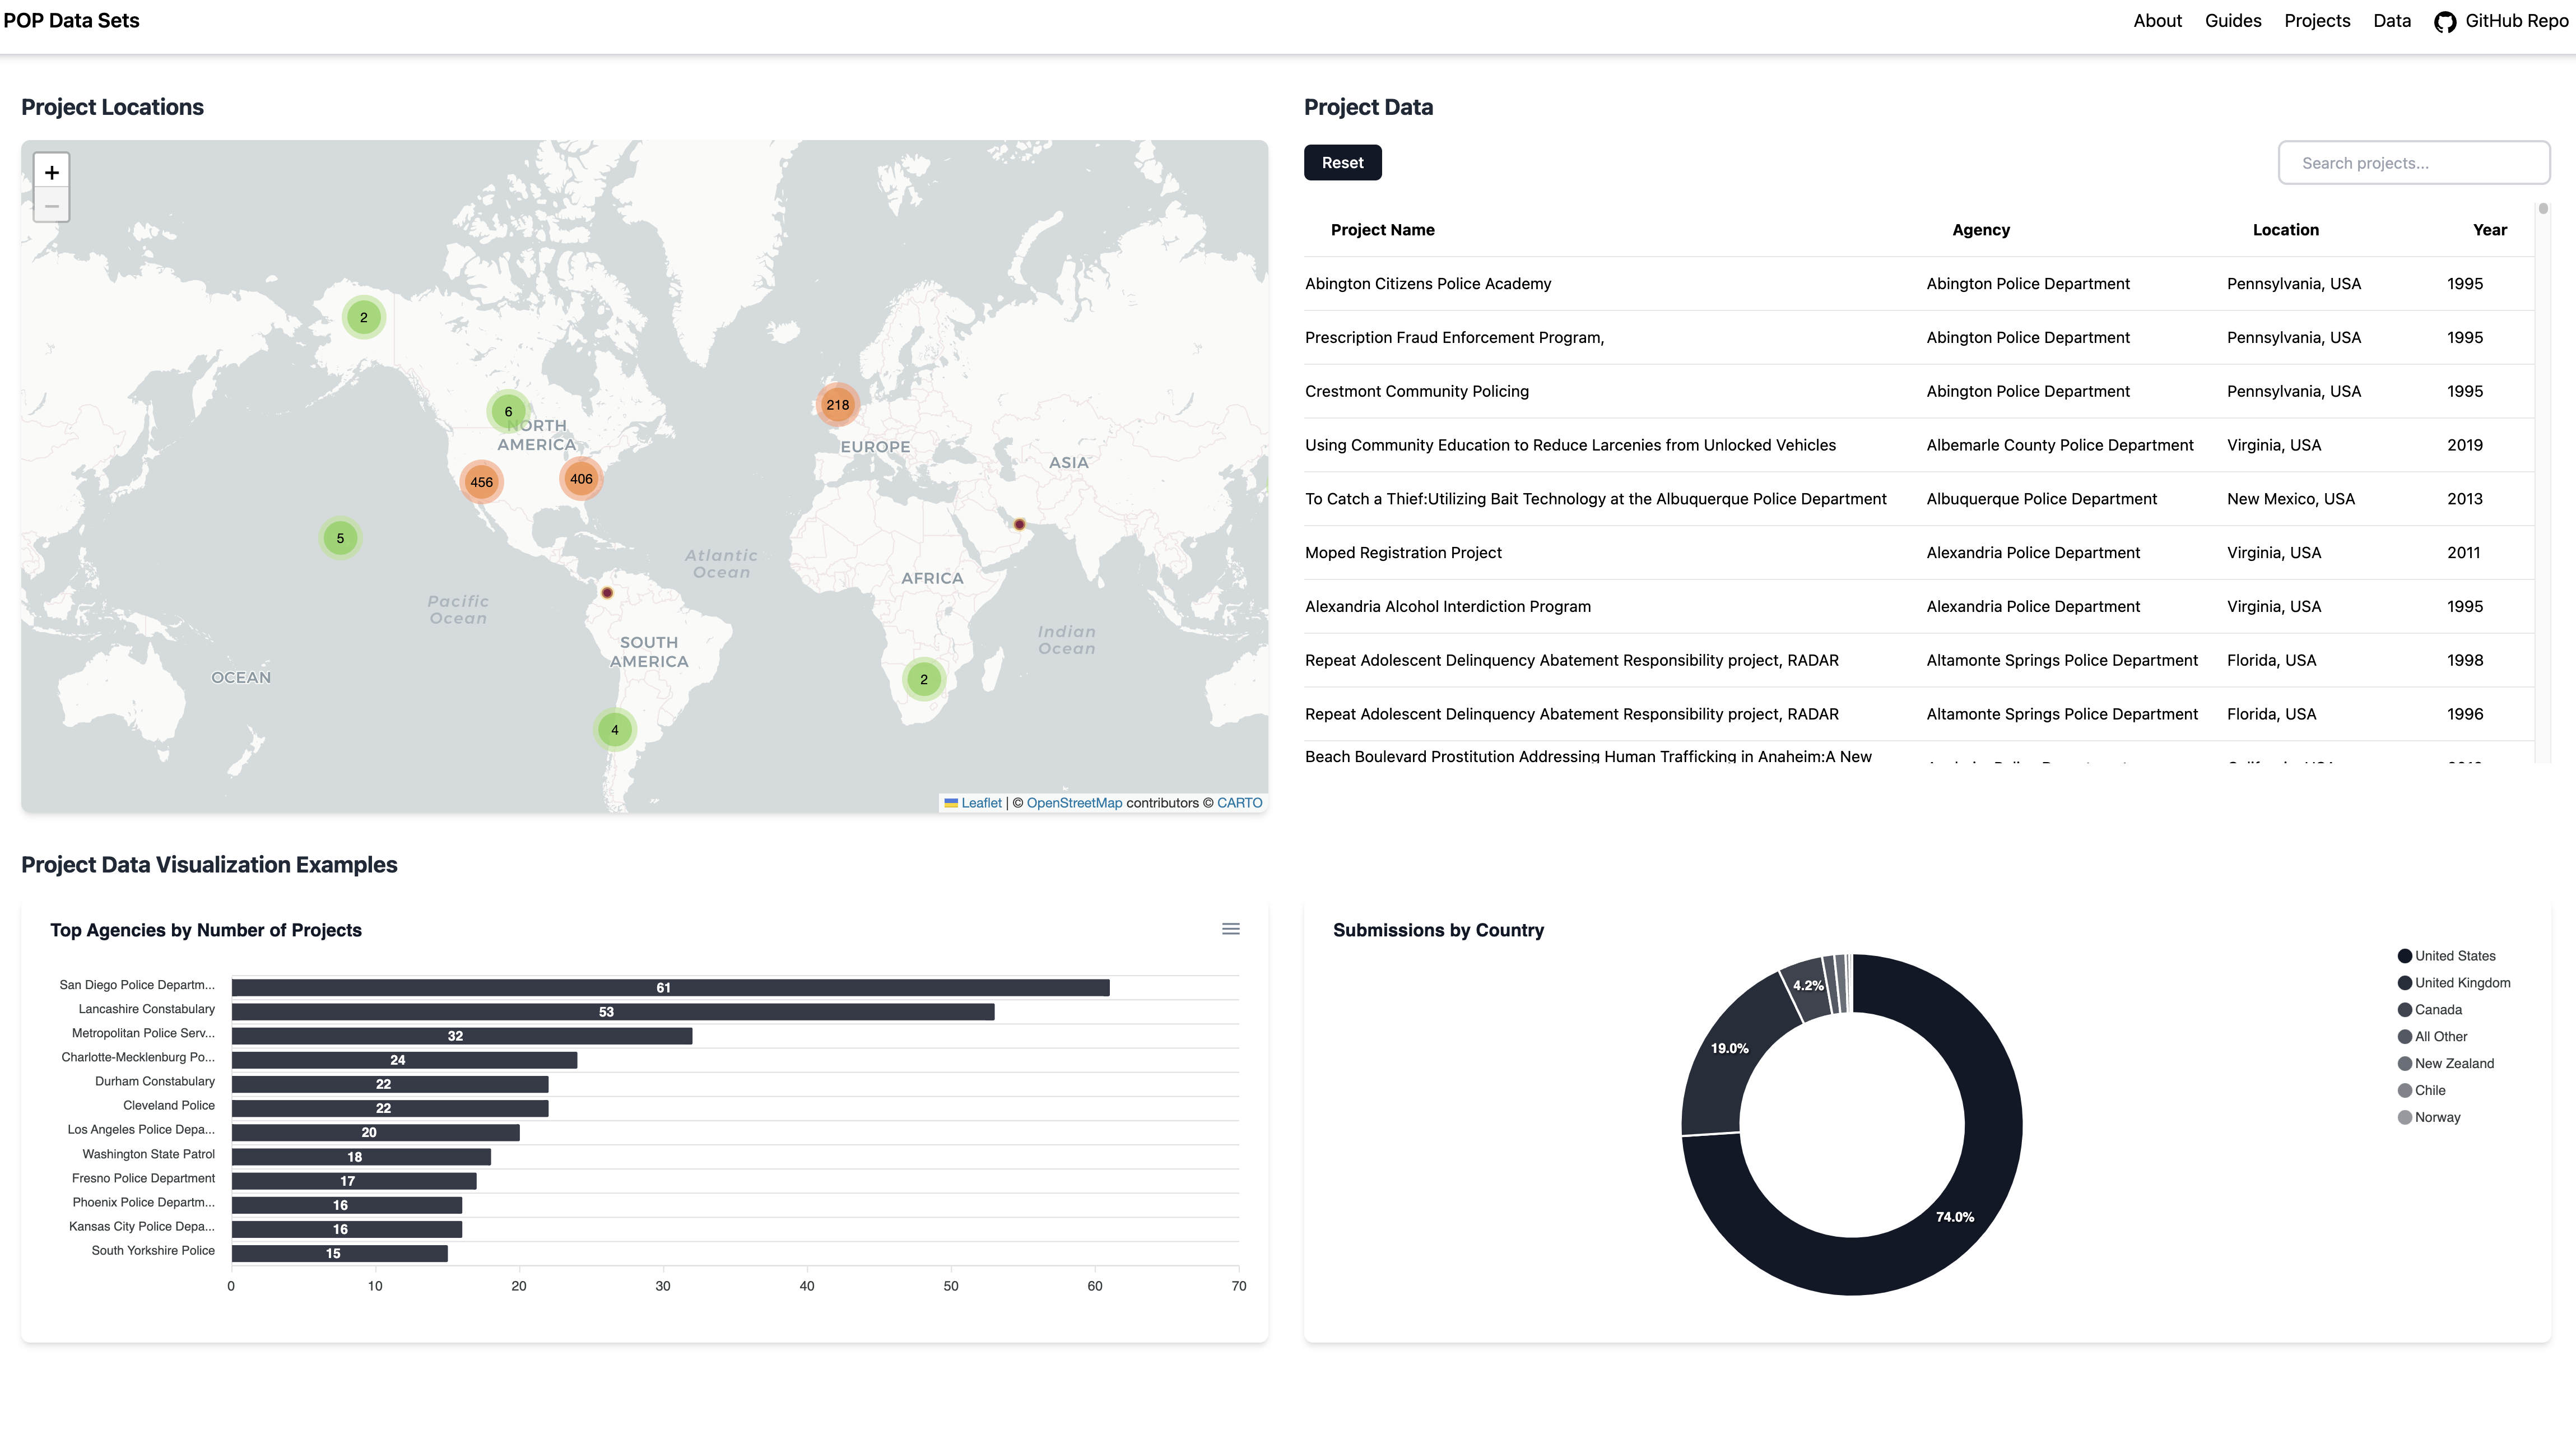 POP Data Sets
About Guides Projects Data GitHub Repo
Project Locations
+
−
2
6
NORTH
AMERICA
456
406
218
EUROPE
ASIA
5
Atlantic
Ocean
AFRICA
Pacific
Ocean
SOUTH
AMERICA
Indian
Ocean
OCEAN
2
4
Leaflet | © OpenStreetMap contributors © CARTO
Project Data
Reset
Search projects...
Project Name Agency Location Year
Abington Citizens Police Academy Abington Police Department Pennsylvania, USA 1995
Prescription Fraud Enforcement Program, Abington Police Department Pennsylvania, USA 1995
Crestmont Community Policing Abington Police Department Pennsylvania, USA 1995
Using Community Education to Reduce Larcenies from Unlocked Vehicles Albemarle County Police Department Virginia, USA 2019
To Catch a Thief:Utilizing Bait Technology at the Albuquerque Police Department Albuquerque Police Department New Mexico, USA 2013
Moped Registration Project Alexandria Police Department Virginia, USA 2011
Alexandria Alcohol Interdiction Program Alexandria Police Department Virginia, USA 1995
Repeat Adolescent Delinquency Abatement Responsibility project, RADAR Altamonte Springs Police Department Florida, USA 1998
Repeat Adolescent Delinquency Abatement Responsibility project, RADAR Altamonte Springs Police Department Florida, USA 1996
Beach Boulevard Prostitution Addressing Human Trafficking in Anaheim:A New
Project Data Visualization Examples
Top Agencies by Number of Projects
San Diego Police Departm... 61
Lancashire Constabulary 53
Metropolitan Police Serv... 32
Charlotte-Mecklenburg Po... 24
Durham Constabulary 22
Cleveland Police 22
Los Angeles Police Depa... 20
Washington State Patrol 18
Fresno Police Department 17
Phoenix Police Departm... 16
Kansas City Police Depa... 16
South Yorkshire Police 15
0 10 20 30 40 50 60 70
Submissions by Country
4.2%
19.0%
74.0%
United States
United Kingdom
Canada
All Other
New Zealand
Chile
Norway